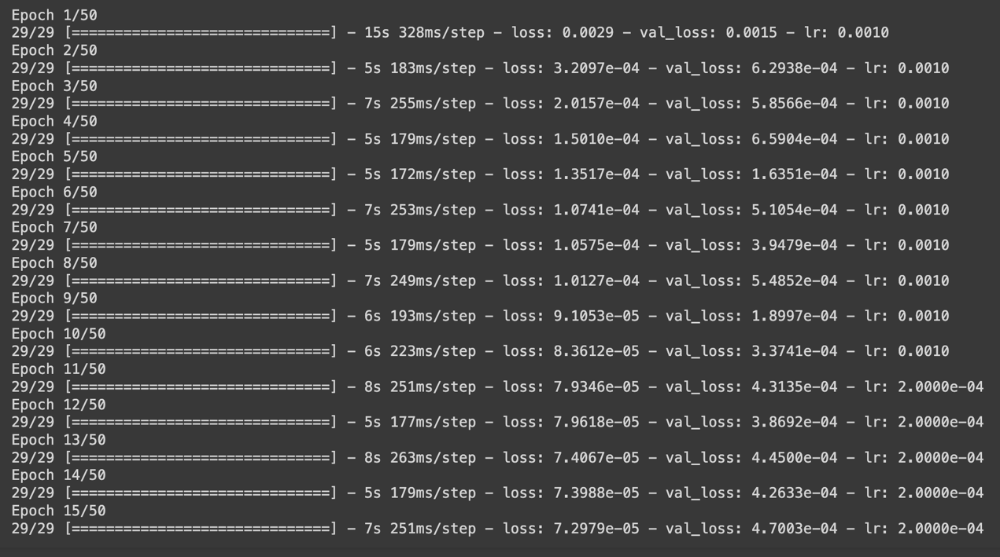 Epoch 1/50
29/29 [==============================] - 15s 328ms/step - loss: 0.0029 - val_loss: 0.0015 - lr: 0.0010
Epoch 2/50
29/29 [==============================] - 5s 183ms/step - loss: 3.2097e-04 - val_loss: 6.2938e-04 - lr: 0.0010
Epoch 3/50
29/29 [==============================] - 7s 255ms/step - loss: 2.0157e-04 - val_loss: 5.8566e-04 - lr: 0.0010
Epoch 4/50
29/29 [==============================] - 5s 179ms/step - loss: 1.5010e-04 - val_loss: 6.5904e-04 - lr: 0.0010
Epoch 5/50
29/29 [==============================] - 5s 172ms/step - loss: 1.3517e-04 - val_loss: 1.6351e-04 - lr: 0.0010
Epoch 6/50
29/29 [==============================] - 7s 253ms/step - loss: 1.0741e-04 - val_loss: 5.1054e-04 - lr: 0.0010
Epoch 7/50
29/29 [==============================] - 5s 179ms/step - loss: 1.0575e-04 - val_loss: 3.9479e-04 - lr: 0.0010
Epoch 8/50
29/29 [==============================] - 7s 249ms/step - loss: 1.0127e-04 - val_loss: 5.4852e-04 - lr: 0.0010
Epoch 9/50
29/29 [==============================] - 6s 193ms/step - loss: 9.1053e-05 - val_loss: 1.8997e-04 - lr: 0.0010
Epoch 10/50
29/29 [==============================] - 6s 223ms/step - loss: 8.3612e-05 - val_loss: 3.3741e-04 - lr: 0.0010
Epoch 11/50
29/29 [==============================] - 8s 251ms/step - loss: 7.9346e-05 - val_loss: 4.3135e-04 - lr: 2.0000e-04
Epoch 12/50
29/29 [==============================] - 5s 177ms/step - loss: 7.9618e-05 - val_loss: 3.8692e-04 - lr: 2.0000e-04
Epoch 13/50
29/29 [==============================] - 8s 263ms/step - loss: 7.4067e-05 - val_loss: 4.4500e-04 - lr: 2.0000e-04
Epoch 14/50
29/29 [==============================] - 5s 179ms/step - loss: 7.3988e-05 - val_loss: 4.2633e-04 - lr: 2.0000e-04
Epoch 15/50
29/29 [==============================] - 7s 251ms/step - loss: 7.2979e-05 - val_loss: 4.7003e-04 - lr: 2.0000e-04